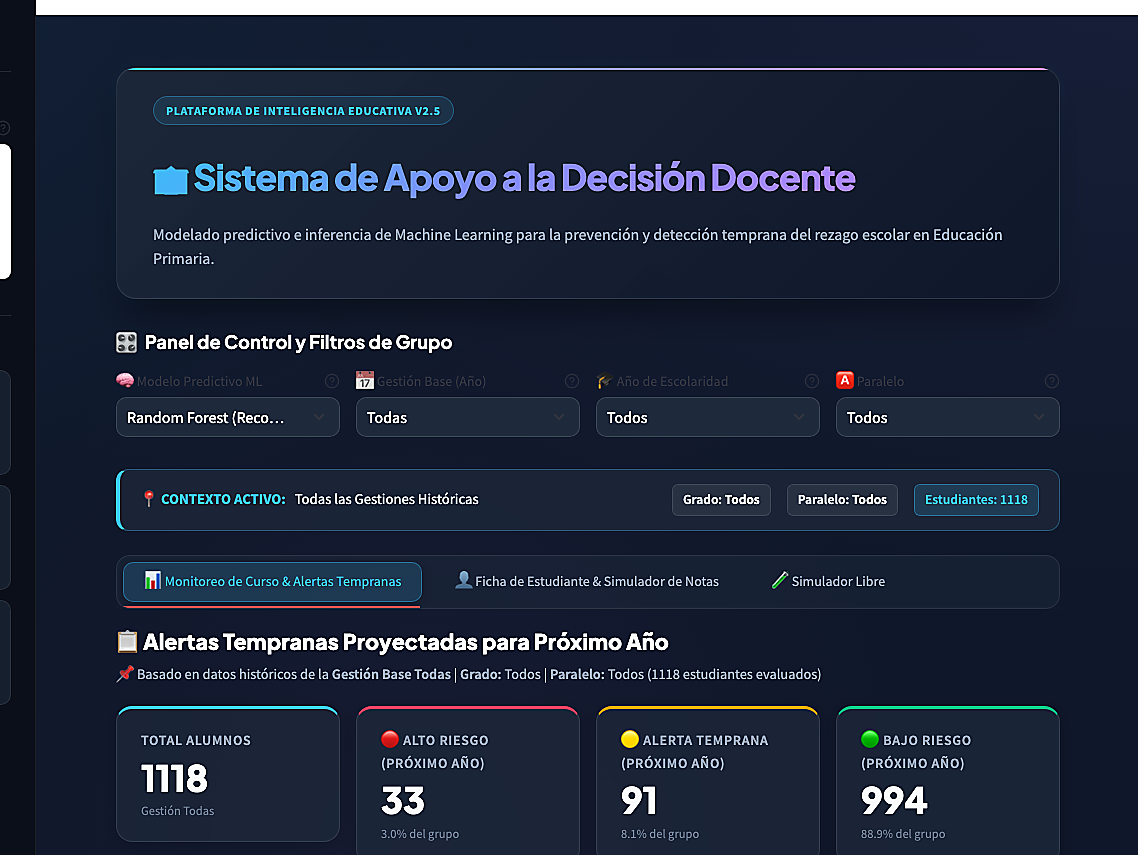 PLATAFORMA DE INTELIGENCIA EDUCATIVA V2.5
Sistema de Apoyo a la Decisión Docente
Modelado predictivo e inferencia de Machine Learning para la prevención y detección temprana del rezago escolar en Educación
Primaria.
Panel de Control y Filtros de Grupo
Modelo Predictivo ML
Gestión Base (Año)
Año de Escolaridad
Paralelo
Random Forest (Reco...
Todas
Todos
Todos
CONTEXTO ACTIVO: Todas las Gestiones Históricas
Grado: Todos
Paralelo: Todos
Estudiantes: 1118
Monitoreo de Curso & Alertas Tempranas
Ficha de Estudiante & Simulador de Notas
Simulador Libre
Alertas Tempranas Proyectadas para Próximo Año
Basado en datos históricos de la Gestión Base Todas | Grado: Todos | Paralelo: Todos (1118 estudiantes evaluados)
TOTAL ALUMNOS
1118
Gestión Todas
ALTO RIESGO
(PRÓXIMO AÑO)
33
3.0% del grupo
ALERTA TEMPRANA
(PRÓXIMO AÑO)
91
8.1% del grupo
BAJO RIESGO
(PRÓXIMO AÑO)
994
88.9% del grupo